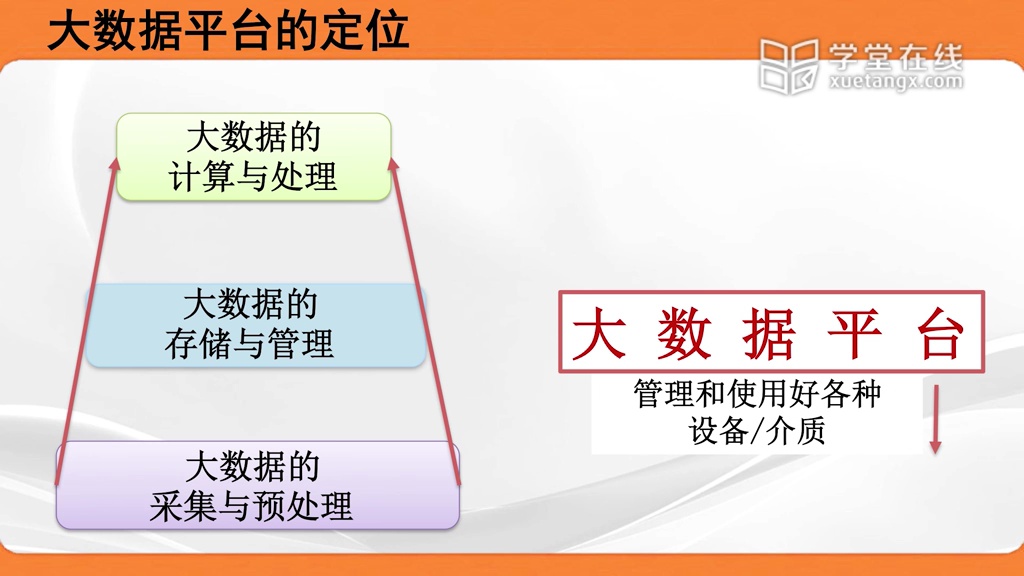 大数据平台的定位
学堂在线
xuetangx.com
大数据的
计算与处理
大数据的
存储与管理
大数据的
采集与预处理
大数据平台
管理和使用好各种
设备/介质